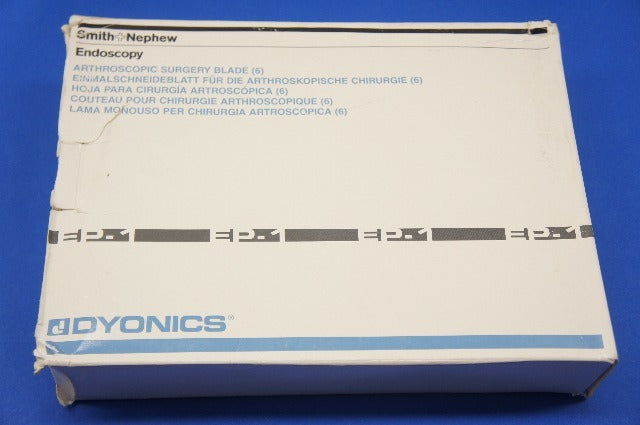 Smith+Nephew
Endoscopy
ARTHROSCOPIC SURGERY BLADE (6)
EINMALSCHNEIDEBLATT FÜR DIE ARTHROSKOPISCHE CHIRURGIE (6)
HOJA PARA CIRURGÍA ARTROSCÓPICA (6)
COUTEAU POUR CHIRURGIE ARTHROSCOPIQUE (6)
LAMA MONOUSO PER CHIRURGIA ARTROSCOPICA (6)
EP-1 EP-1 EP-1 EP-1
DYONICS®